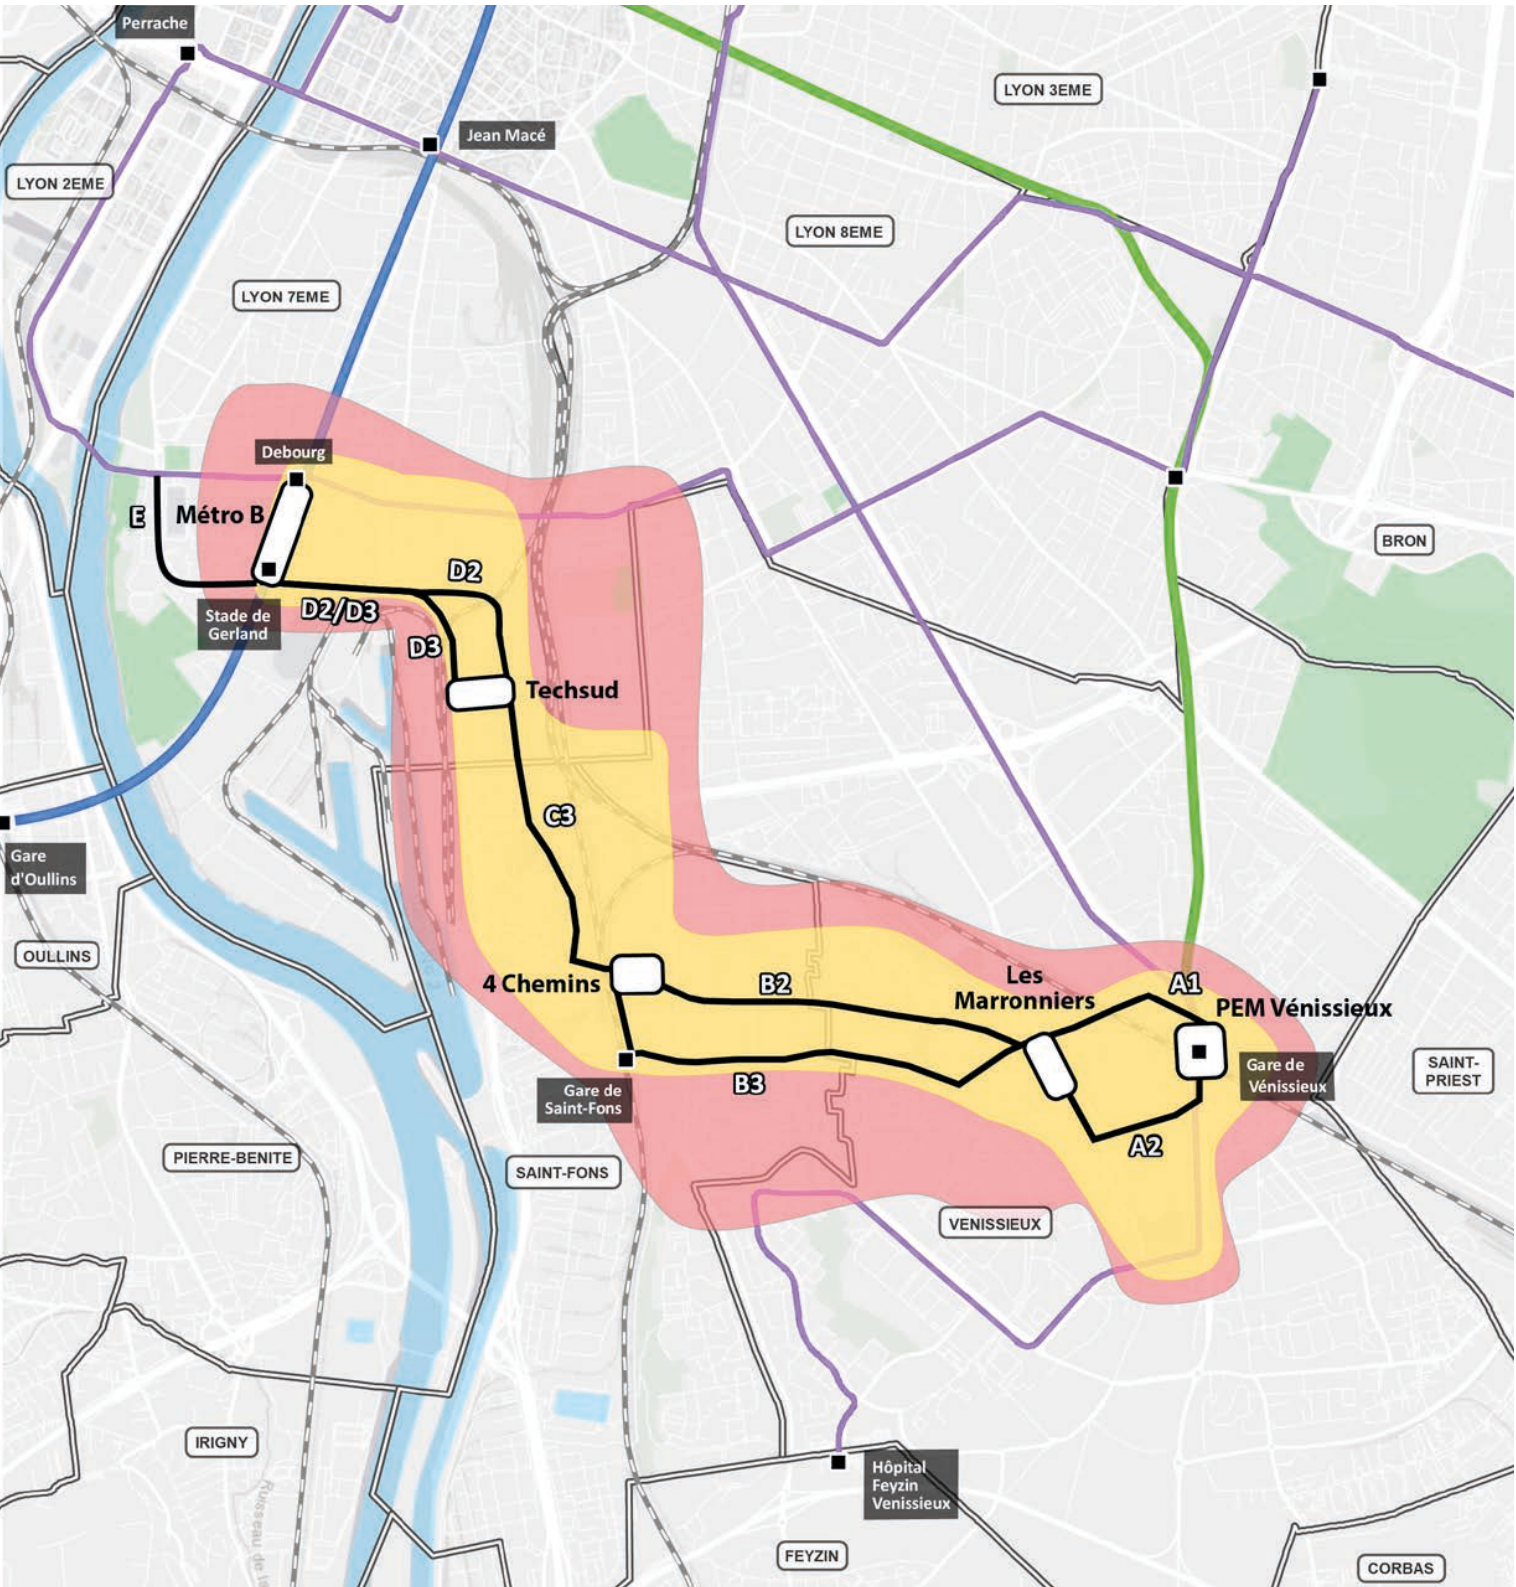 Perrache
LYON 3EME
Jean Macé
LYON 2EME
LYON 8EME
LYON 7EME
Debourg
E
Métro B
BRON
D2
Stade de
Gerland
D2/D3
D3
Techsud
C3
Gare
d'Oullins
OULLINS
4 Chemins
B2
Les
Marronniers
A1
PEM Vénissieux
Gare de
Vénissieux
SAINT-
PRIEST
B3
Gare de
Saint-Fons
A2
PIERRE-BENITE
SAINT-FONS
VENISSIEUX
IRIGNY
Hôpital
Feyzin
Venissieux
Ruisseau de
FEYZIN
CORBAS